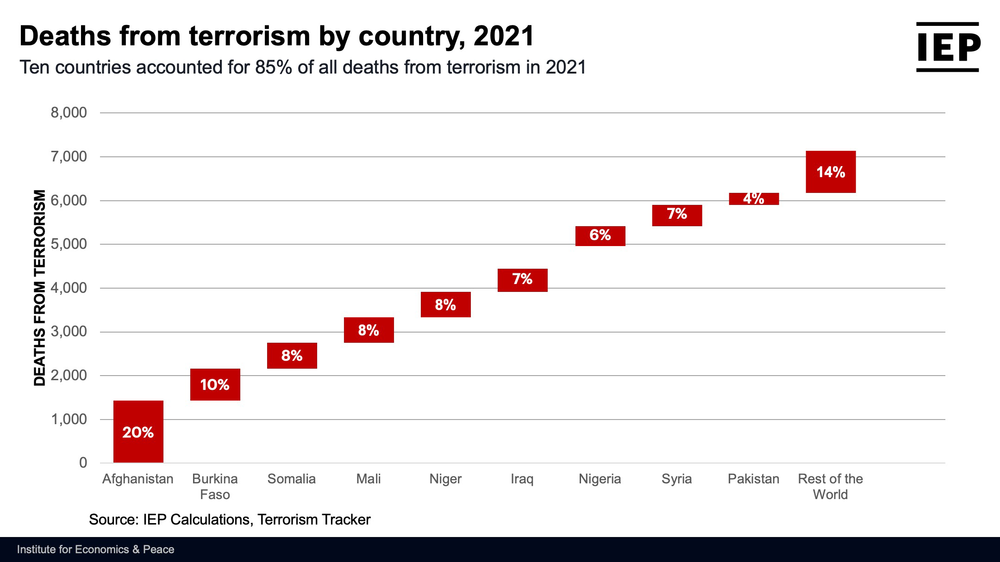 Deaths from terrorism by country, 2021
IEP
Ten countries accounted for 85% of all deaths from terrorism in 2021
DEATHS FROM TERRORISM
8,000
7,000
6,000
5,000
4,000
3,000
2,000
1,000
0
20%
10%
8%
8%
8%
7%
6%
7%
4%
14%
Afghanistan
Burkina
Faso
Somalia
Mali
Niger
Iraq
Nigeria
Syria
Pakistan
Rest of the
World
Source: IEP Calculations, Terrorism Tracker
Institute for Economics & Peace